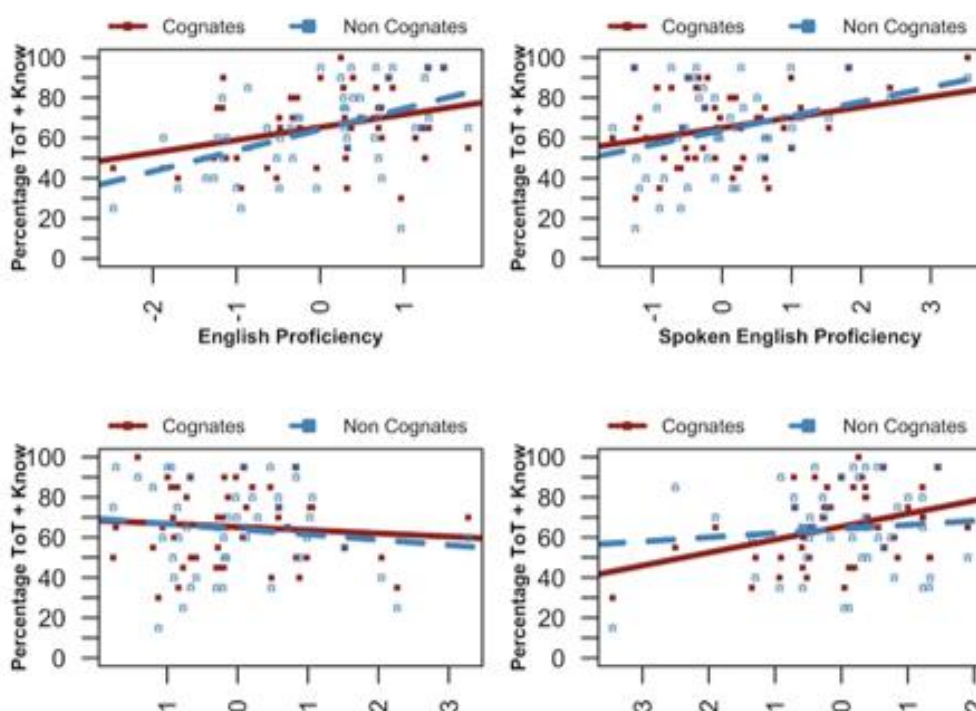 Cognates Non Cognates
Cognates Non Cognates
Percentage ToT + Know
100
80
60
40
20
0
-2 -1 0 1
English Proficiency
Percentage ToT + Know
100
80
60
40
20
0
-1 0 1 2 3
Spoken English Proficiency
Cognates Non Cognates
Cognates Non Cognates
Percentage ToT + Know
100
80
60
40
20
0
1 0 1 2 3
Percentage ToT + Know
100
80
60
40
20
0
3 2 1 0 1 2